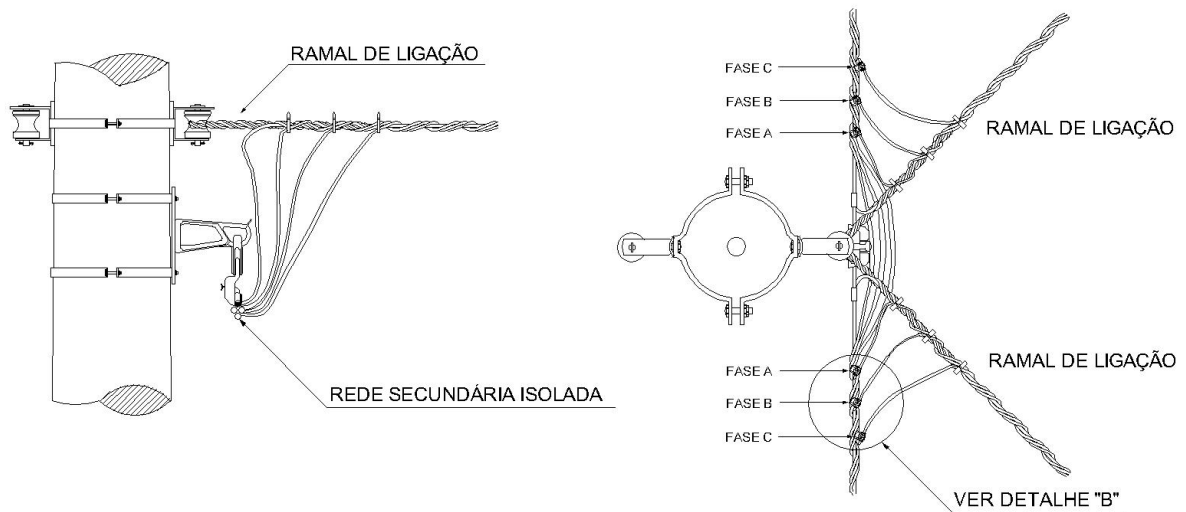 RAMAL DE LIGAÇÃO
REDE SECUNDÁRIA ISOLADA
FASE C
FASE B
FASE A
RAMAL DE LIGAÇÃO
RAMAL DE LIGAÇÃO
FASE A
FASE B
FASE C
VER DETALHE "B"